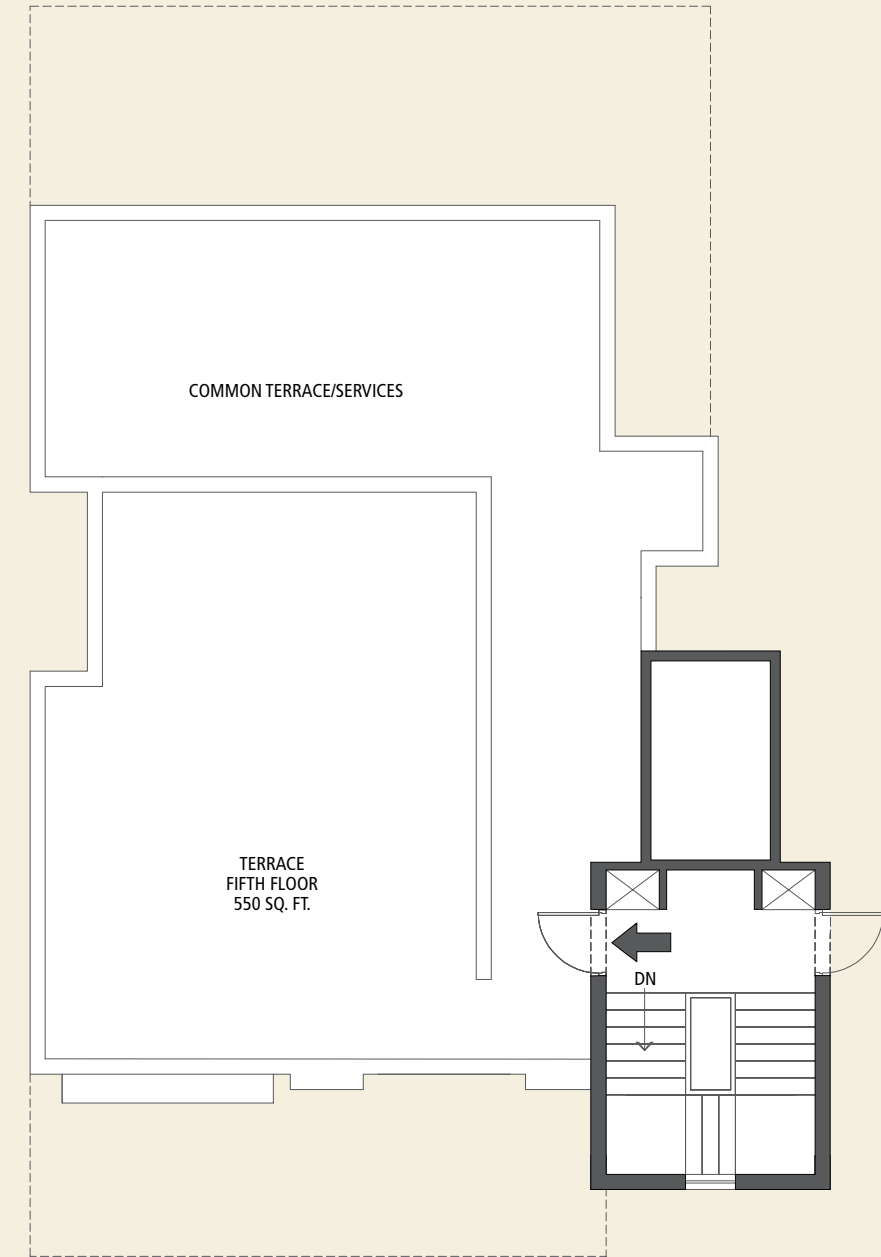 COMMON TERRACE/SERVICES
TERRACE
FIFTH FLOOR
550 SQ. FT.
DN